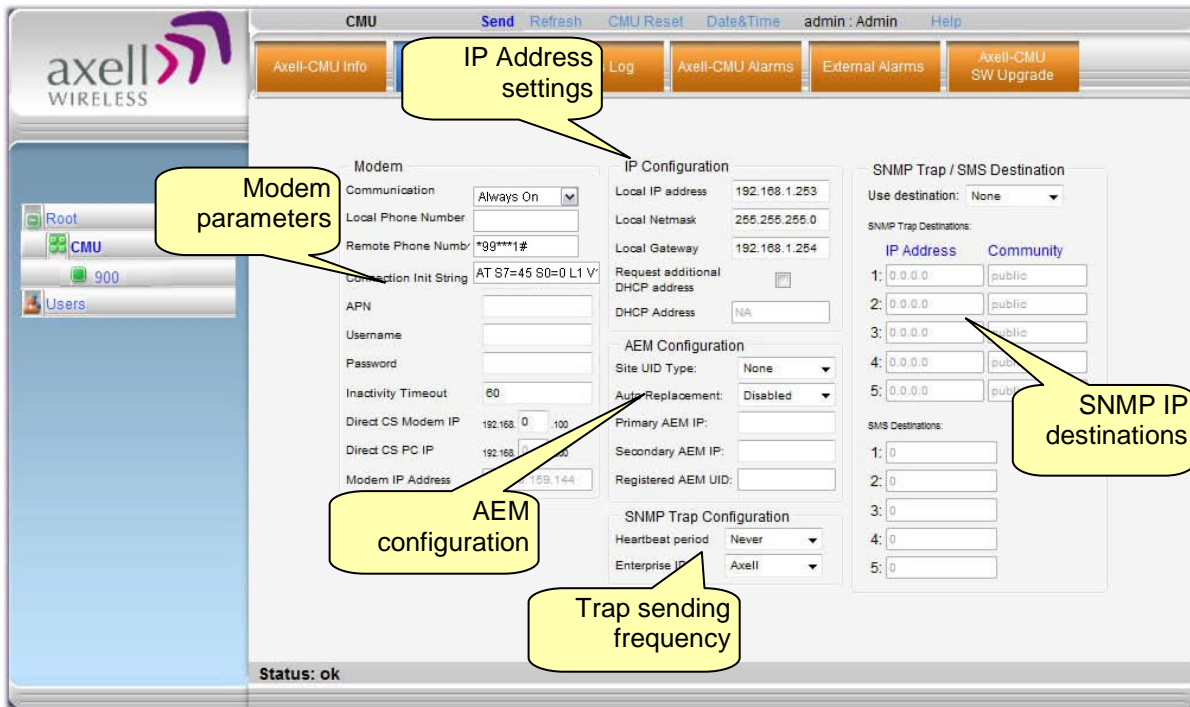 CMU Send Refresh CMU Reset Date&Time admin : Admin Help
axell
WIRELESS
Axell-CMU Info
Log
Axell-CMU Alarms
External Alarms
Axell-CMU
SW Upgrade
IP Address
settings
Modem
parameters
Root
CMU
900
Users
Modem
Communication Always On
Local Phone Number
Remote Phone Numb *99***1#
Connection Init String AT S7=45 S0=0 L1 V
APN
Username
Password
Inactivity Timeout 60
Direct CS Modem IP 192.168. 0 .100
Direct CS PC IP 192.168.
Modem IP Address 159.144
AEM
configuration
IP Configuration
Local IP address 192.168.1.253
Local Netmask 255.255.255.0
Local Gateway 192.168.1.254
Request additional
DHCP address
DHCP Address NA
AEM Configuration
Site UID Type: None
Auto Replacement: Disabled
Primary AEM IP:
Secondary AEM IP:
Registered AEM UID:
SNMP Trap Configuration
Heartbeat period Never
Enterprise Axell
Trap sending
frequency
SNMP Trap / SMS Destination
Use destination: None
SNMP Trap Destinations:
IP Address Community
1: 0.0.0.0 public
2: 0.0.0.0 public
3: 0.0.0.0 public
4: 0.0.0.0 public
5: 0.0.0.0 public
SNMP IP
destinations
SMS Destinations:
1: 0
2: 0
3: 0
4: 0
5: 0
Status: ok